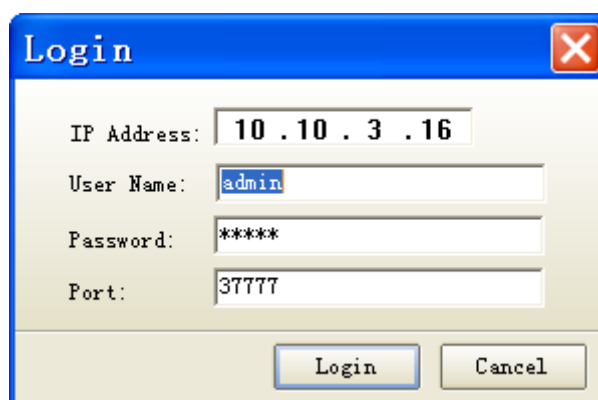 Login
IP Address: 10 .10 . 3 .16
User Name: admin
Password: *****
Port: 37777
Login Cancel